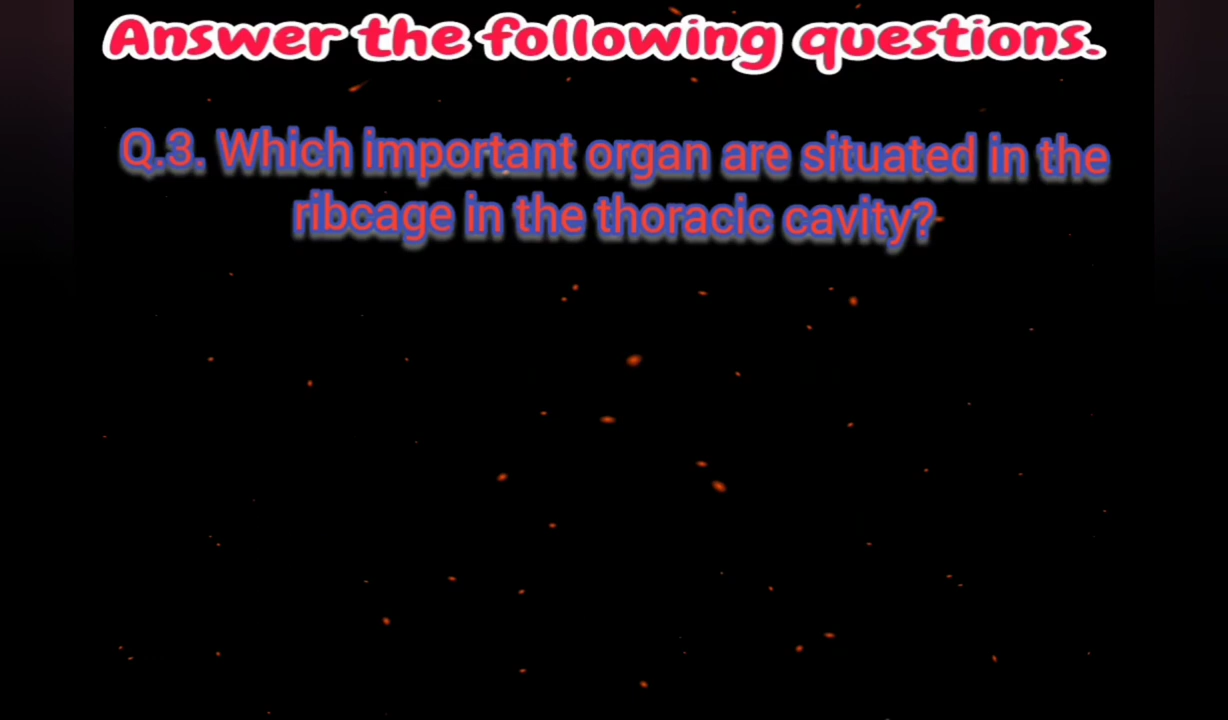 Answer the following questions.
Q.3. Which important organ are situated in the
ribcage in the thoracic cavity?